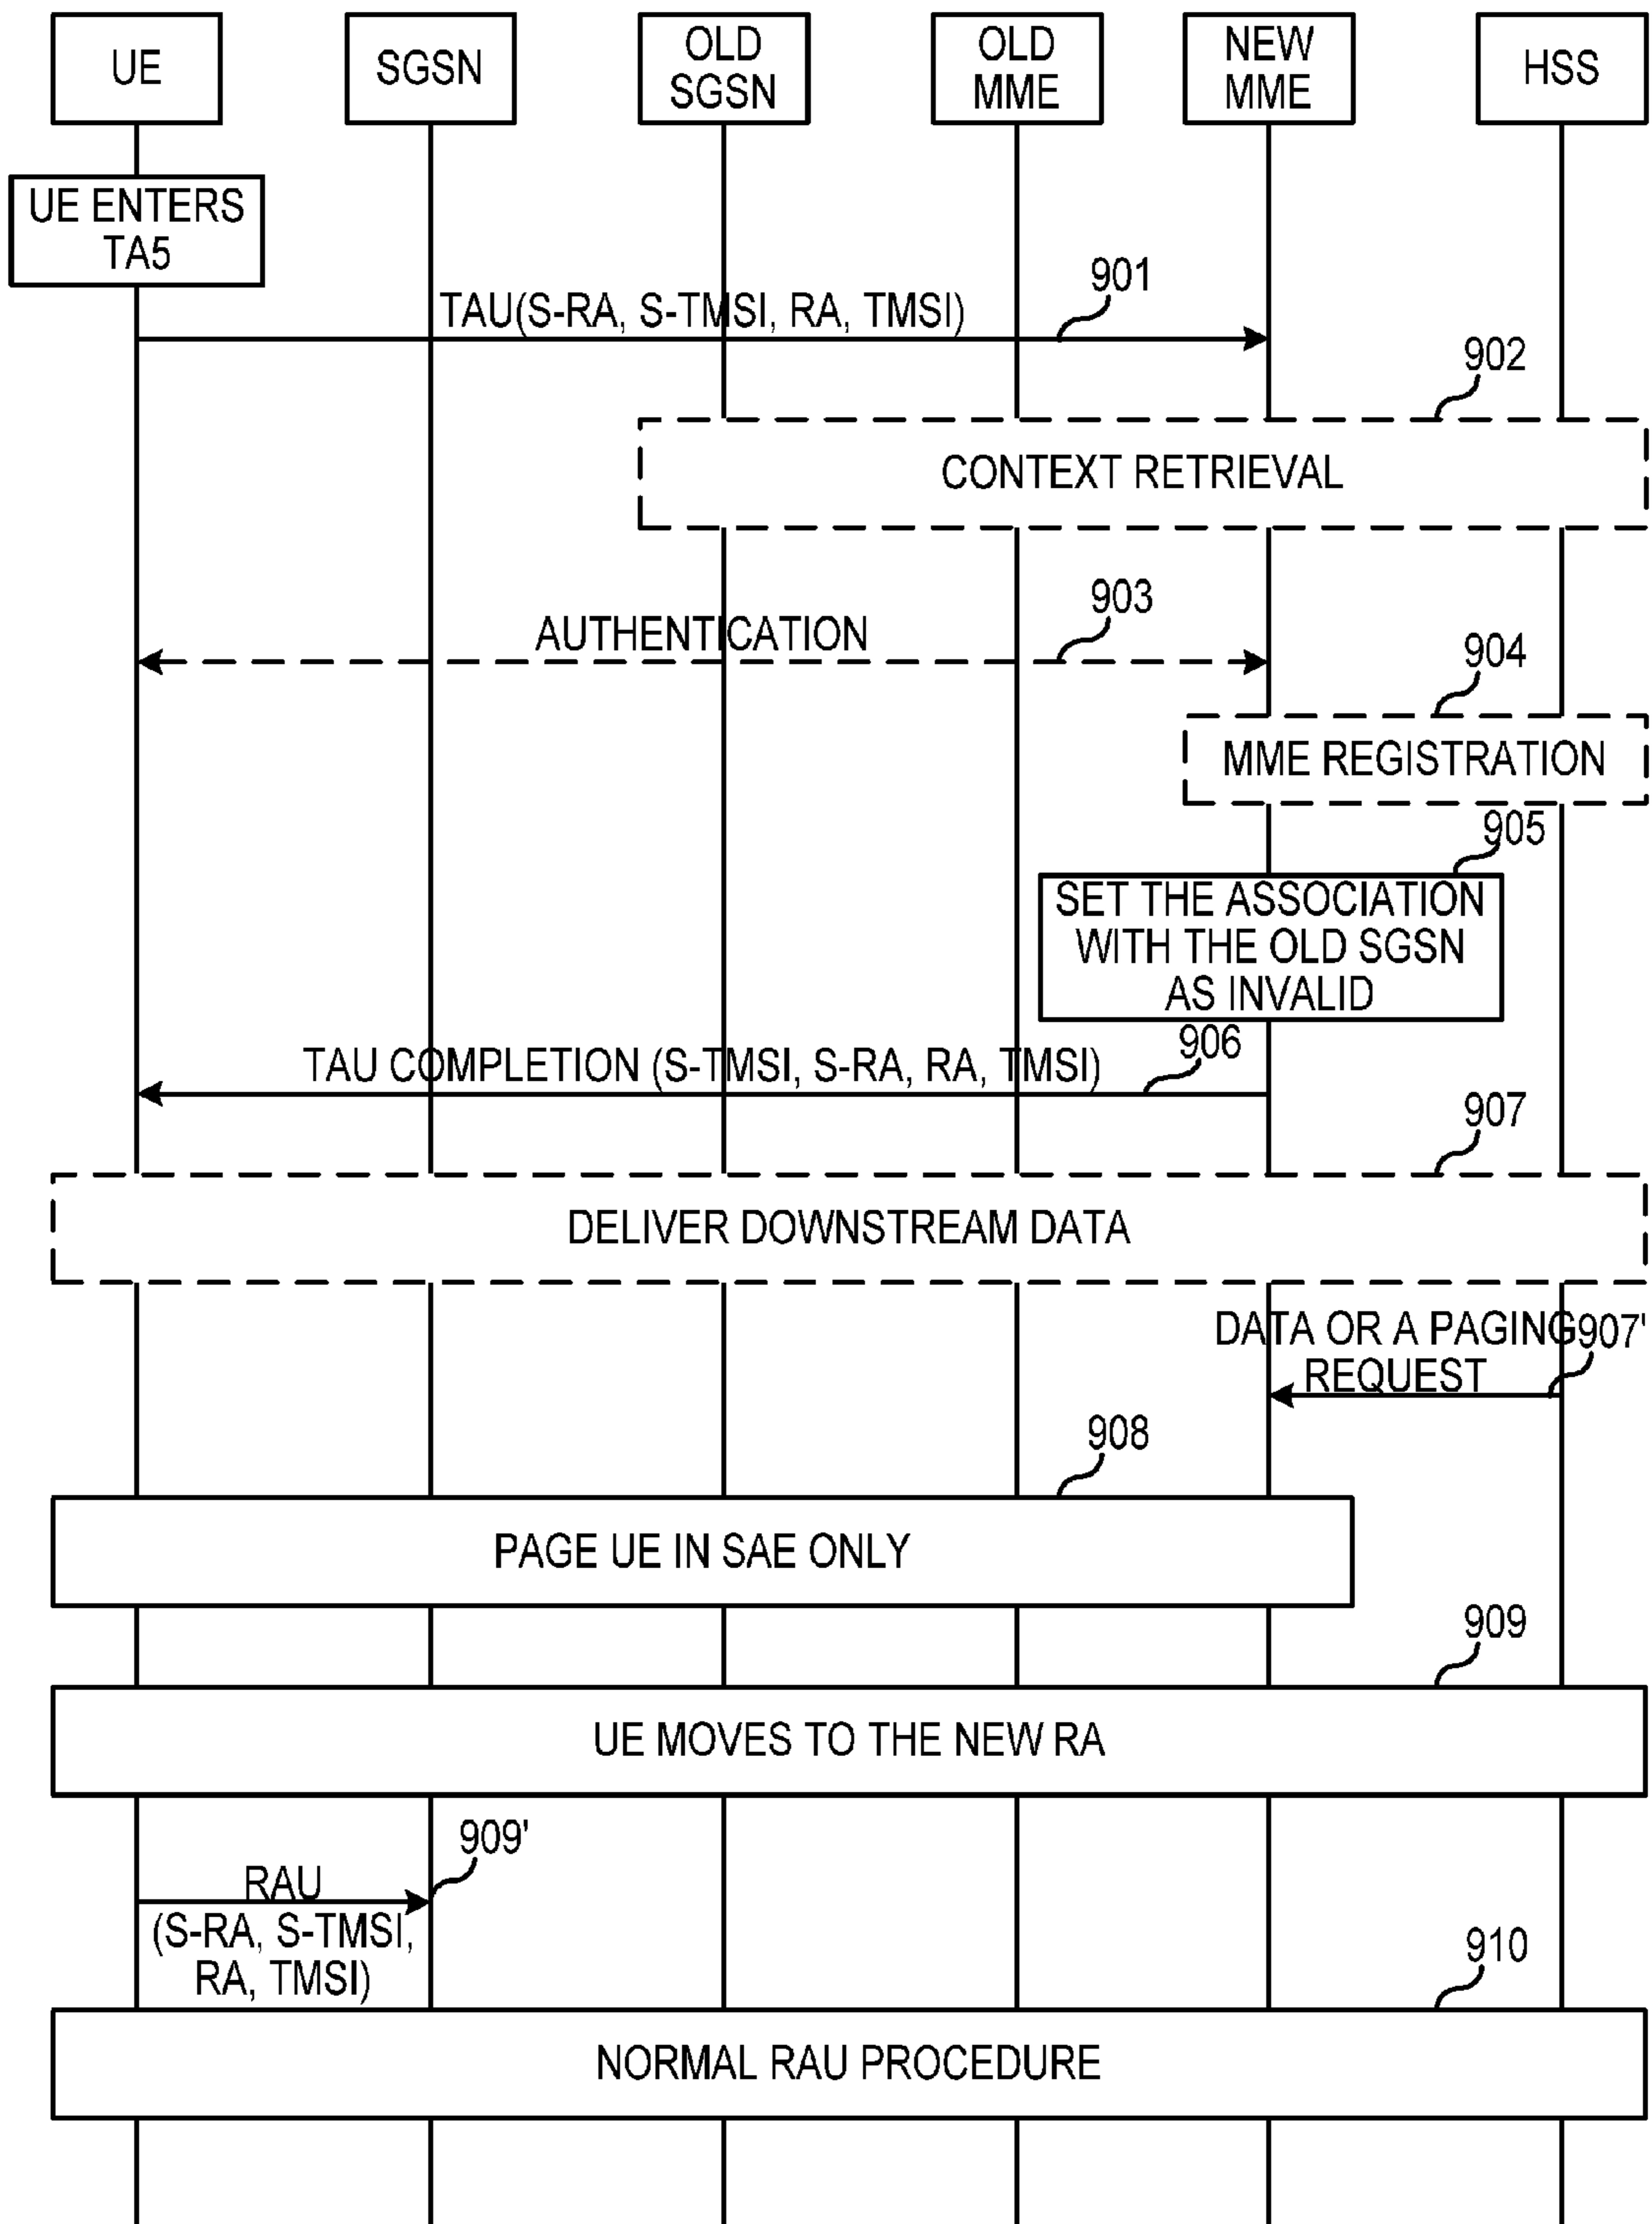 UE
SGSN
OLD
SGSN
OLD
MME
NEW
MME
HSS
UE ENTERS
TA5
901
TAU(S-RA, S-TMSI, RA, TMSI)
902
CONTEXT RETRIEVAL
903
AUTHENTICATION
904
MME REGISTRATION
905
SET THE ASSOCIATION
WITH THE OLD SGSN
AS INVALID
906
TAU COMPLETION (S-TMSI, S-RA, RA, TMSI)
907
DELIVER DOWNSTREAM DATA
DATA OR A PAGING
REQUEST
907'
908
PAGE UE IN SAE ONLY
909
UE MOVES TO THE NEW RA
909'
RAU
(S-RA, S-TMSI,
RA, TMSI)
910
NORMAL RAU PROCEDURE